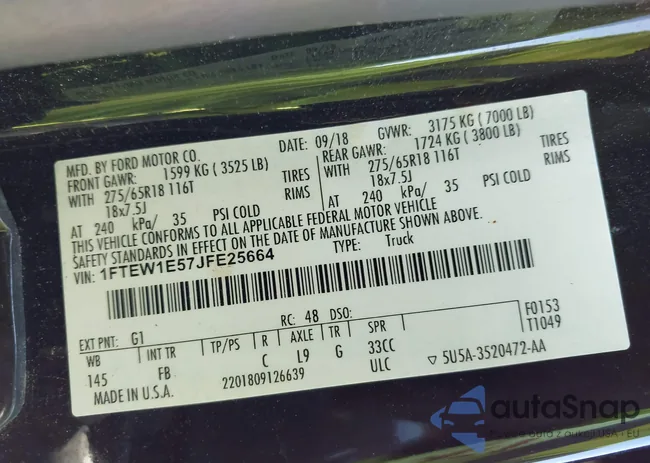 MFD. BY FORD MOTOR CO.
DATE: 09/18 GVWR: 3175 KG ( 7000 LB)
FRONT GAWR: 1599 KG ( 3525 LB) REAR GAWR: 1724 KG ( 3800 LB)
WITH 275/65R18 116T TIRES WITH 275/65R18 116T TIRES
18x7.5J RIMS 18x7.5J RIMS
AT 240 kPa/ 35 PSI COLD AT 240 kPa/ 35 PSI COLD
THIS VEHICLE CONFORMS TO ALL APPLICABLE FEDERAL MOTOR VEHICLE
SAFETY STANDARDS IN EFFECT ON THE DATE OF MANUFACTURE SHOWN ABOVE.
VIN: 1FTEW1E57JFE25664 TYPE: Truck
EXT PNT: G1 RC: 48 DSO: F0153
WB INT TR TP/PS R AXLE TR SPR T1049
145 FB C L9 G 33CC
MADE IN U.S.A. 2201809126639 ULC ▽ 5U5A-3520472-AA
autaSnap